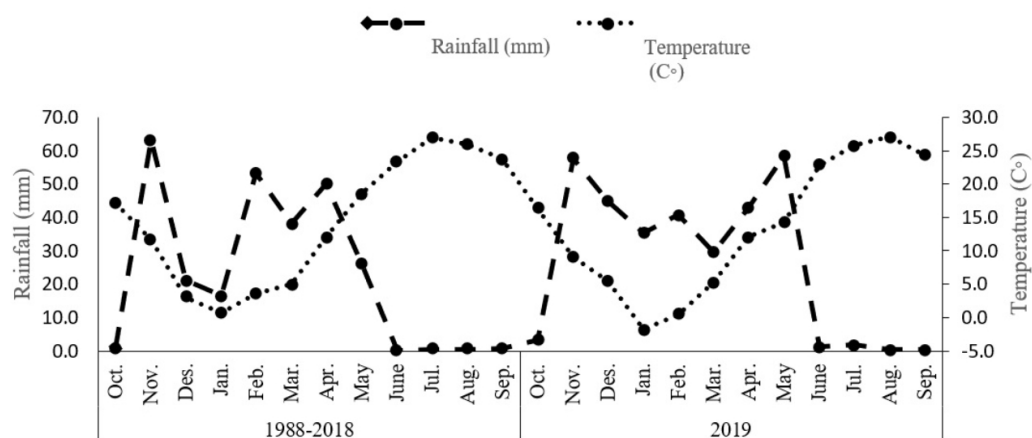 Rainfall (mm)
Temperature
(C°)
Rainfall (mm)
70.0
60.0
50.0
40.0
30.0
20.0
10.0
0.0
30.0
25.0
20.0
15.0
10.0
5.0
0.0
-5.0
Temperature (C°)
Oct.
Nov.
Des.
Jan.
Feb.
Mar.
Apr.
May
June
Jul.
Aug.
Sep.
Oct.
Nov.
Des.
Jan.
Feb.
Mar.
Apr.
May
June
Jul.
Aug.
Sep.
1988-2018
2019